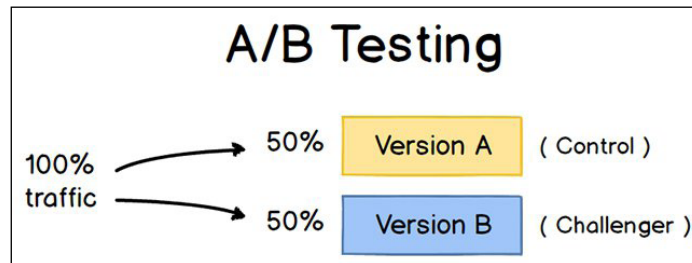 A/B Testing
50% Version A ( Control )
100%
traffic
50% Version B ( Challenger )